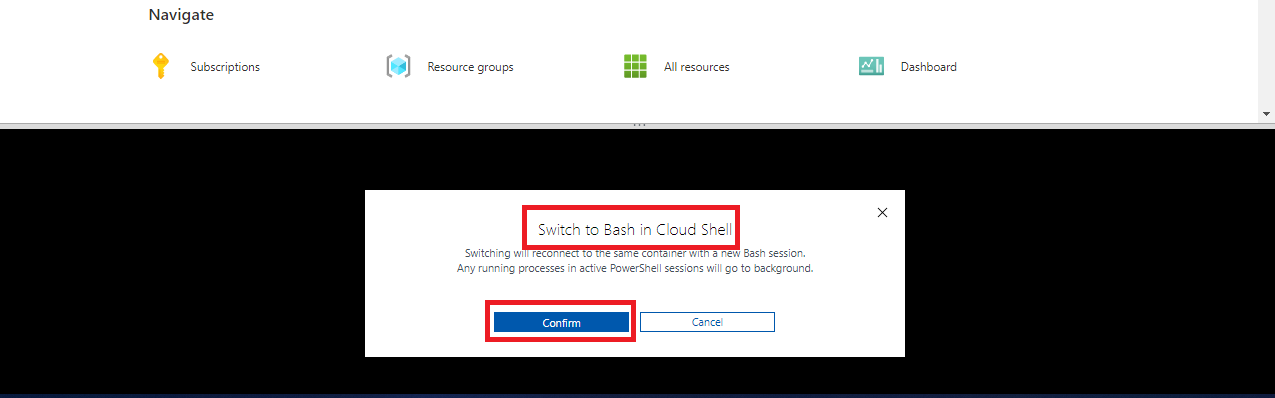 Navigate
Subscriptions
Resource groups
All resources
Dashboard
Switch to Bash in Cloud Shell
Switching will reconnect to the same container with a new Bash session.
Any running processes in active PowerShell sessions will go to background.
Confirm
Cancel